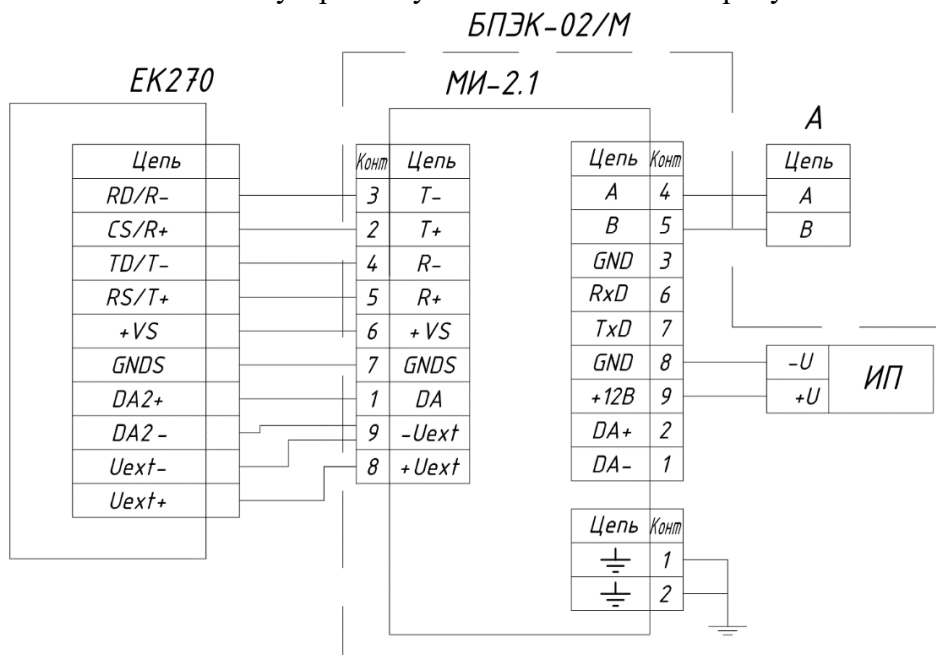 БПЭК-02/М
ЕК270
МИ-2.1
А
Цепь
RD/R-
CS/R+
TD/T-
RS/T+
+VS
GNDS
DA2+
DA2 -
Uext-
Uext+
Конт Цепь
3 T-
2 T+
4 R-
5 R+
6 +VS
7 GNDS
1 DA
9 -Uext
8 +Uext
Цепь Конт
A 4
B 5
GND 3
RxD 6
TxD 7
GND 8
+12В 9
DA+ 2
DA- 1
Цепь Конт
1
2
Цепь
A
B
-U
+U
ИП